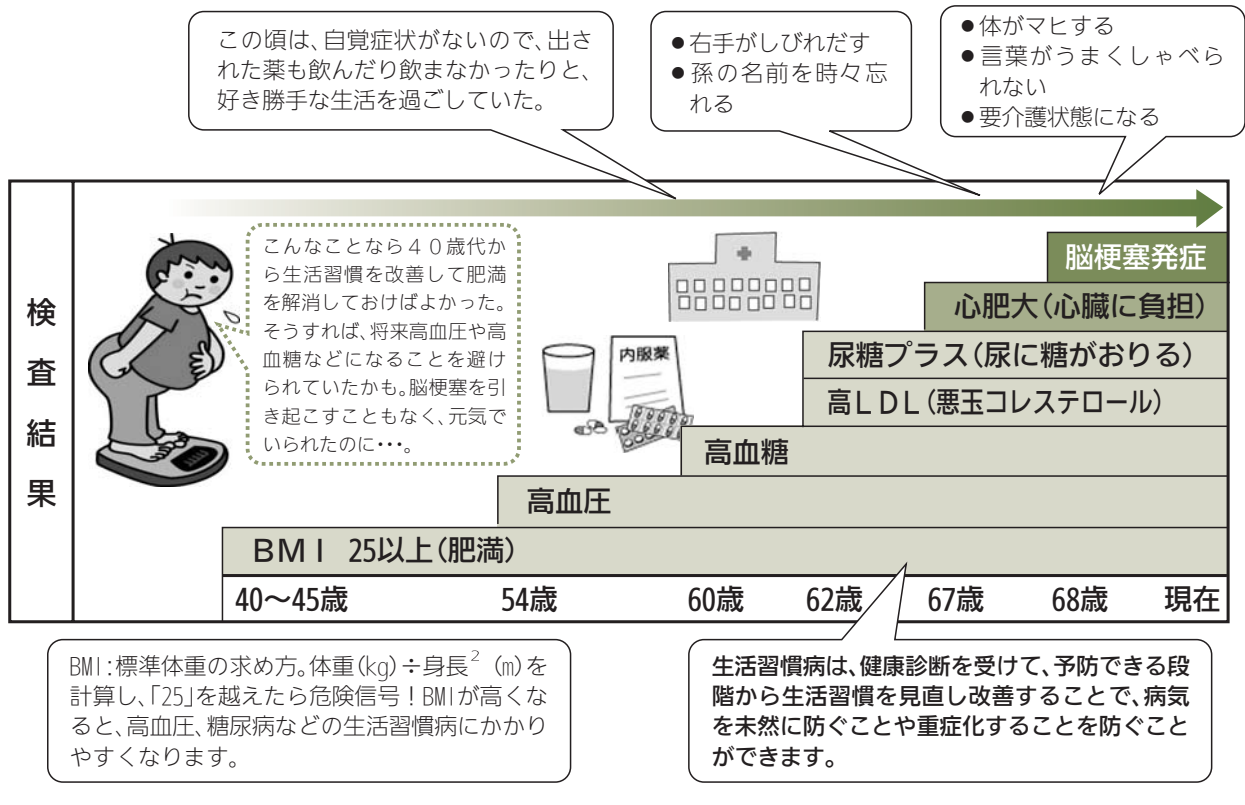 この頃は、自覚症状がないので、出さ
れた薬も飲んだり飲まなかったりと、
好き勝手な生活を過ごしていた。
●右手がしびれだす
●孫の名前を時々忘
れる
●体がマヒする
●言葉がうまくしゃべら
れない
●要介護状態になる
検査結果
こんなことなら４０歳代か
ら生活習慣を改善して肥満
を解消しておけばよかった。
そうすれば、将来高血圧や高
血糖などになることを避け
られていたかも。脳梗塞を引
き起こすこともなく、元気で
いられたのに・・・。
内服薬
脳梗塞発症
心肥大（心臓に負担）
尿糖プラス（尿に糖がおりる）
高ＬＤＬ（悪玉コレステロール）
高血糖
高血圧
ＢＭＩ 25以上（肥満）
40～45歳 54歳 60歳 62歳 67歳 68歳 現在
BMI：標準体重の求め方。体重（kg）÷身長²（m）を
計算し、「25」を越えたら危険信号！BMIが高くな
ると、高血圧、糖尿病などの生活習慣病にかかり
やすくなります。
生活習慣病は、健康診断を受けて、予防できる段
階から生活習慣を見直し改善することで、病気
を未然に防ぐことや重症化することを防ぐこと
ができます。